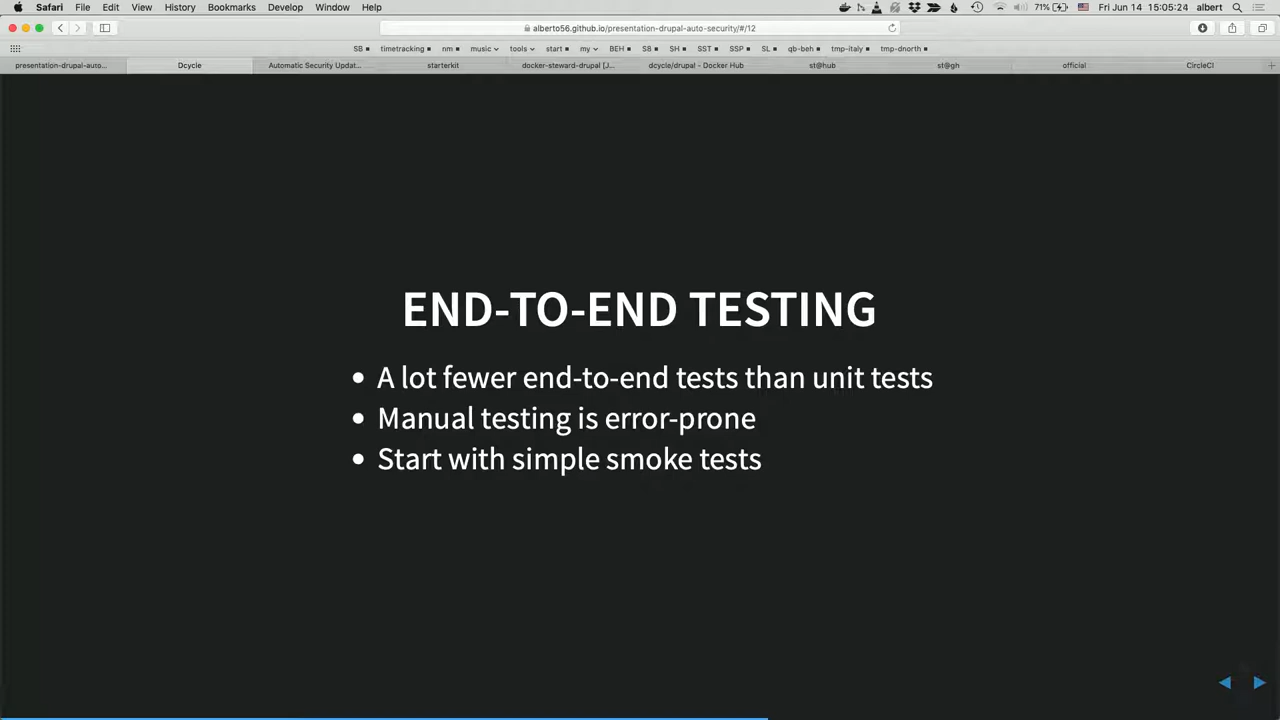 Safari File Edit View History Bookmarks Develop Window Help 71% Fri Jun 14 15:05:24 albert
alberto56.github.io/presentation-drupal-auto-security/#/12
SB timetracking nm music tools start my BEH SB SH SST SSP SL qb-beh tmp-italy tmp-dnorth
presentation-drupal-auto... Dcycle Automatic Security Updat... starterkit docker-steward-drupal [J... dcycle/drupal - Docker Hub st@hub st@gh official CircleCI
END-TO-END TESTING
• A lot fewer end-to-end tests than unit tests
• Manual testing is error-prone
• Start with simple smoke tests